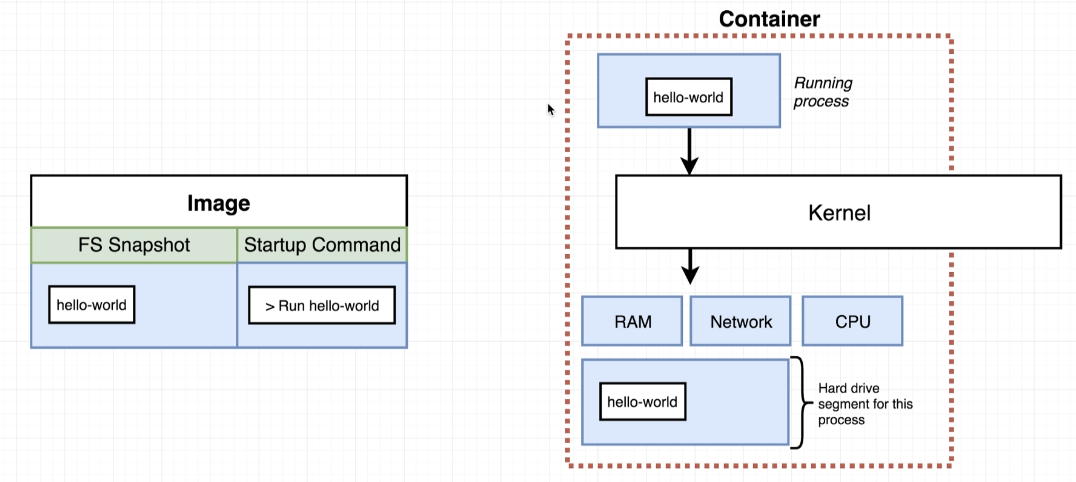 Image
FS Snapshot
Startup Command
hello-world
> Run hello-world
Container
hello-world
Running
process
Kernel
RAM
Network
CPU
hello-world
Hard drive
segment for this
process